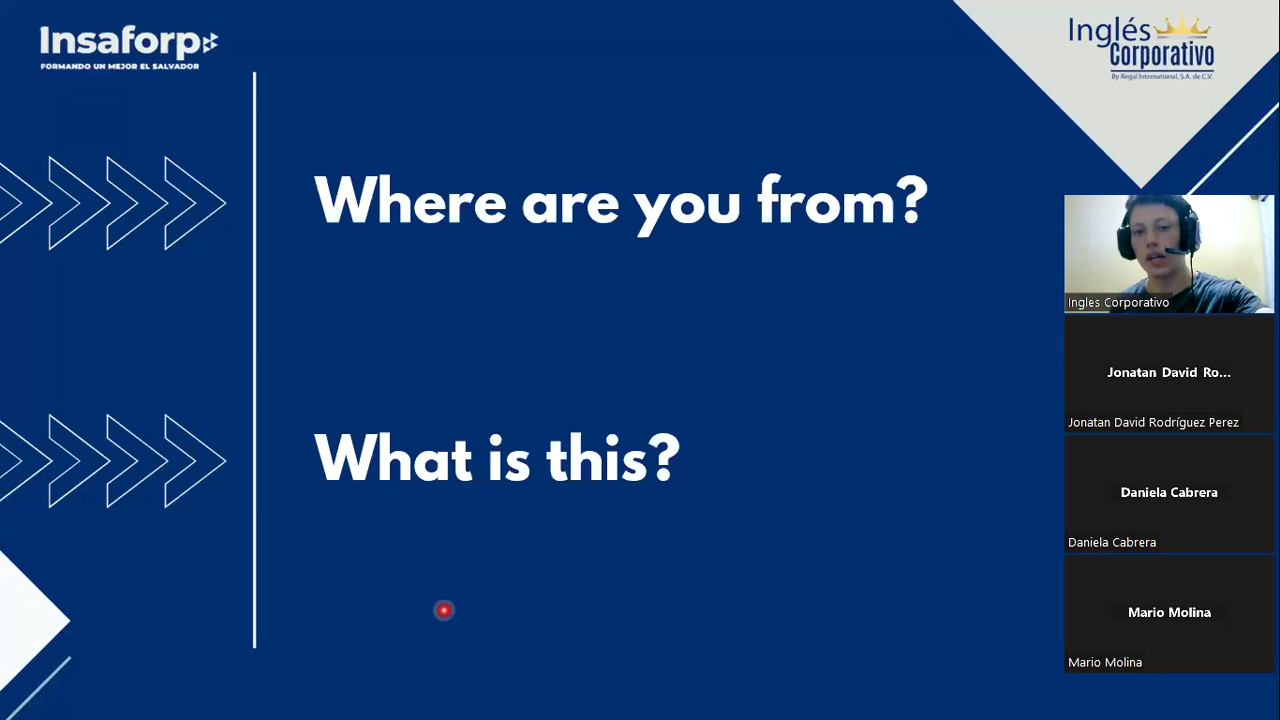 Insaforp
FORMANDO UN MEJOR EL SALVADOR
Inglés
Corporativo
By Regal International, S.A. de C.V.
Where are you from?
What is this?
Ingles Corporativo
Jonatan David Ro...
Jonatan David Rodríguez Perez
Daniela Cabrera
Daniela Cabrera
Mario Molina
Mario Molina